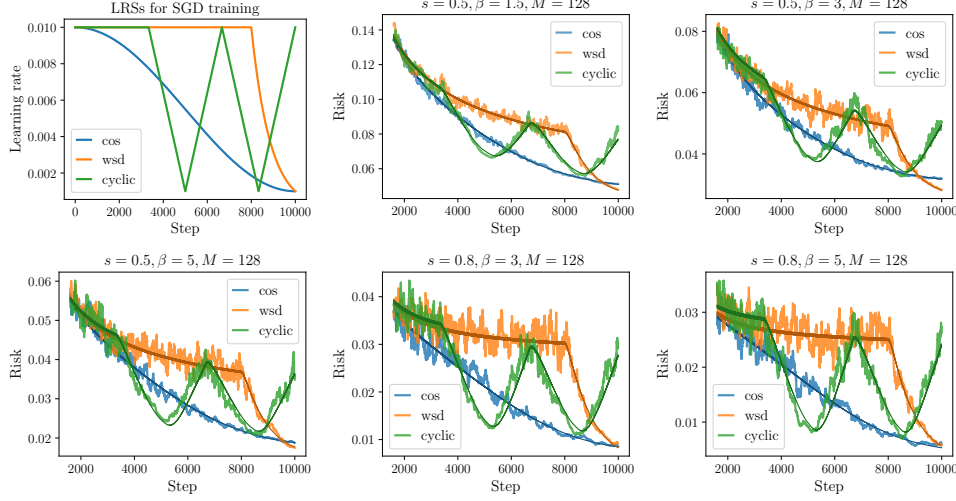 LRSs for SGD training
Learning rate
0.010
0.008
0.006
0.004
0.002
cos
wsd
cyclic
0
2000
4000
6000
8000
10000
Step
s = 0.5, β = 1.5, M = 128
Risk
0.14
0.12
0.10
0.08
0.06
cos
wsd
cyclic
2000
4000
6000
8000
10000
Step
s = 0.5, β = 3, M = 128
Risk
0.08
0.06
0.04
cos
wsd
cyclic
2000
4000
6000
8000
10000
Step
s = 0.5, β = 5, M = 128
Risk
0.06
0.05
0.04
0.03
0.02
cos
wsd
cyclic
2000
4000
6000
8000
10000
Step
s = 0.8, β = 3, M = 128
Risk
0.04
0.03
0.02
0.01
cos
wsd
cyclic
2000
4000
6000
8000
10000
Step
s = 0.8, β = 5, M = 128
Risk
0.03
0.02
0.01
cos
wsd
cyclic
2000
4000
6000
8000
10000
Step